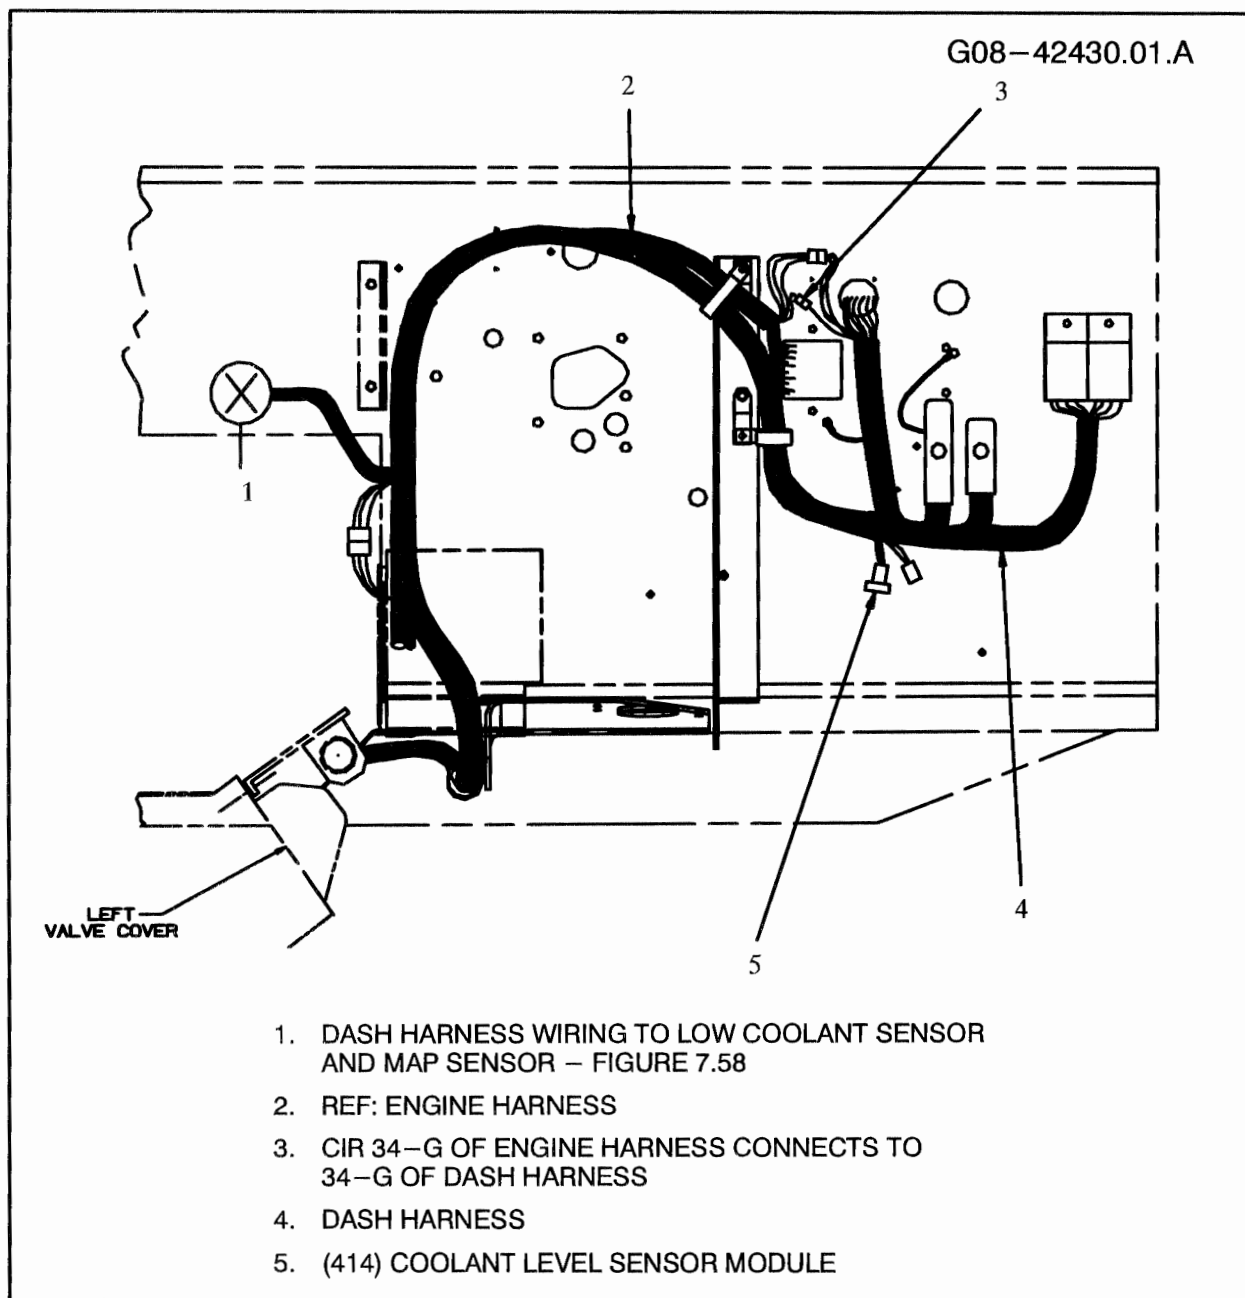 G08-42430.01.A
2
3
1
LEFT
VALVE COVER
4
5
1. DASH HARNESS WIRING TO LOW COOLANT SENSOR
AND MAP SENSOR – FIGURE 7.58
2. REF: ENGINE HARNESS
3. CIR 34-G OF ENGINE HARNESS CONNECTS TO
34-G OF DASH HARNESS
4. DASH HARNESS
5. (414) COOLANT LEVEL SENSOR MODULE